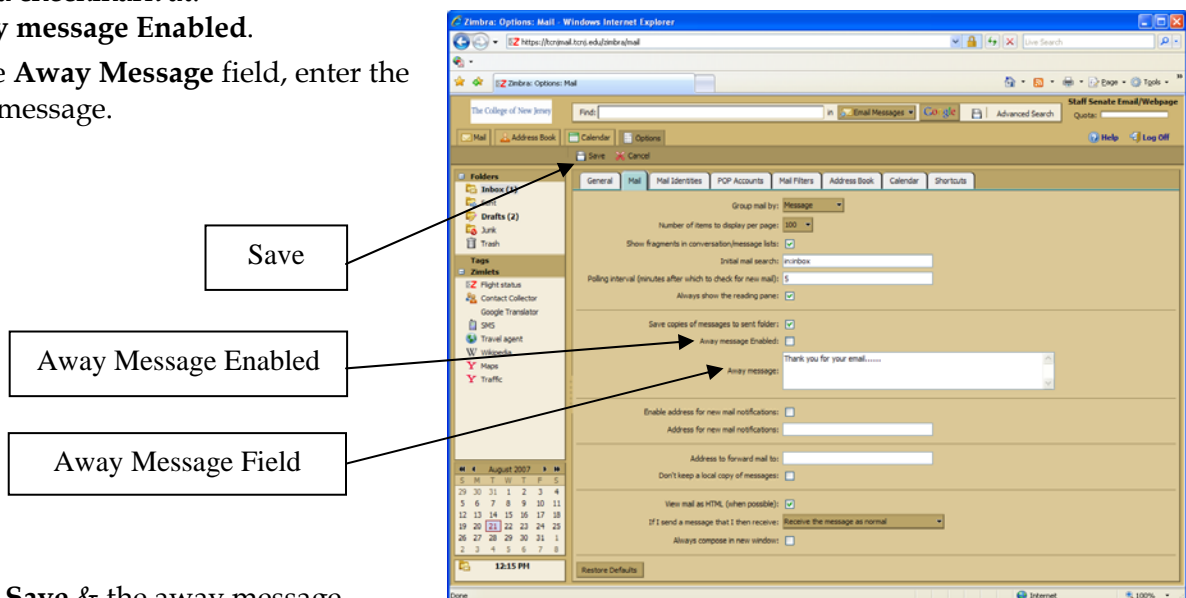 y message Enabled.
e Away Message field, enter the
message.
Save
Away Message Enabled
Away Message Field
Save & the away message
Zimbra: Options: Mail - Windows Internet Explorer
https://tcnjmail.tcnj.edu/zimbra/mail
Live Search
Zimbra: Options: Mail
Page
Tools
The College of New Jersey
Find:
in
Email Messages
Google
Advanced Search
Staff Senate Email/Webpage
Quota:
Mail
Address Book
Calendar
Options
Help
Log Off
Save
Cancel
Folders
Inbox (1)
Sent
Drafts (2)
Junk
Trash
Tags
Zimlets
Flight status
Contact Collector
Google Translator
SMS
Travel agent
Wikipedia
Maps
Traffic
August 2007
S M T W T F S
29 30 31 1 2 3 4
5 6 7 8 9 10 11
12 13 14 15 16 17 18
19 20 21 22 23 24 25
26 27 28 29 30 31 1
2 3 4 5 6 7 8
12:15 PM
General
Mail
Mail Identities
POP Accounts
Mail Filters
Address Book
Calendar
Shortcuts
Group mail by: Message
Number of items to display per page: 100
Show fragments in conversation/message lists:
Initial mail search: in:inbox
Polling interval (minutes after which to check for new mail): 5
Always show the reading pane:
Save copies of messages to sent folder:
Away message Enabled:
Away message: Thank you for your email......
Enable address for new mail notifications:
Address for new mail notifications:
Address to forward mail to:
Don't keep a local copy of messages:
View mail as HTML (when possible):
If I send a message that I then receive: Receive the message as normal
Always compose in new window:
Restore Defaults
Done
Internet
100%